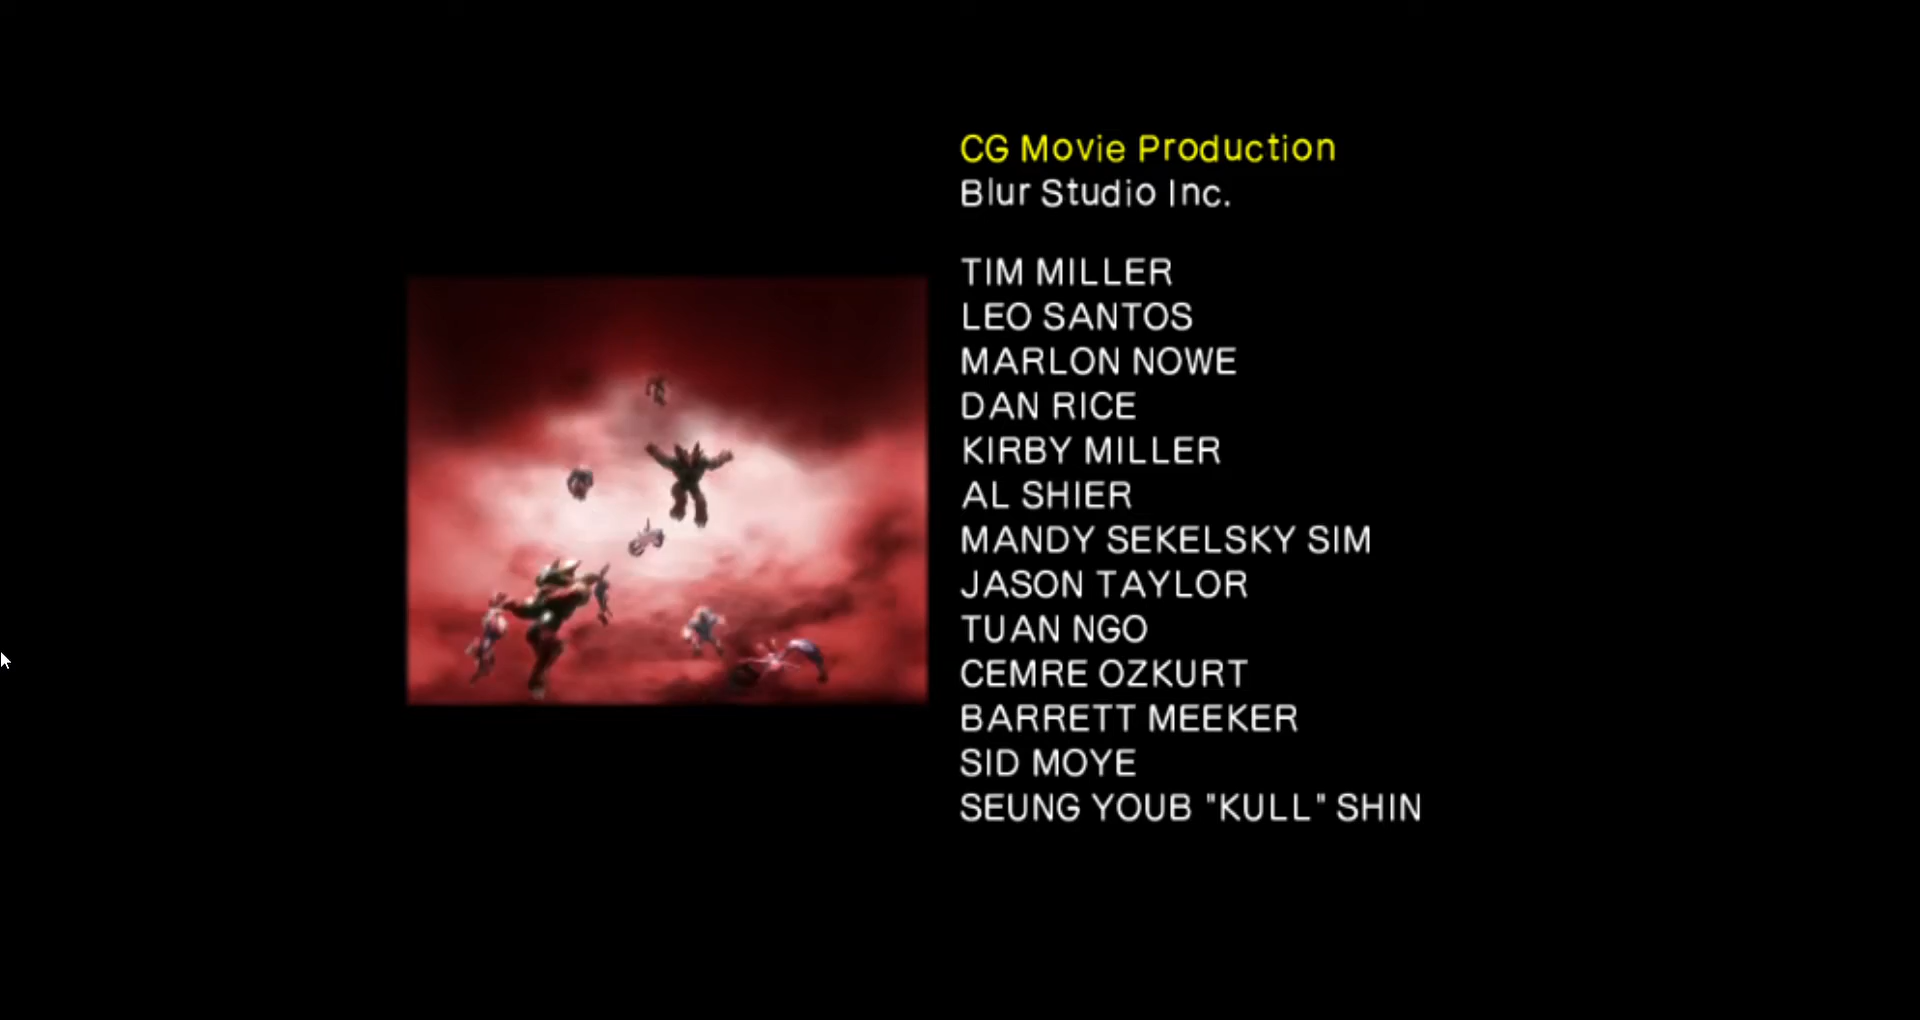 CG Movie Production
Blur Studio Inc.
TIM MILLER
LEO SANTOS
MARLON NOWE
DAN RICE
KIRBY MILLER
AL SHIER
MANDY SEKELSKY SIM
JASON TAYLOR
TUAN NGO
CEMRE OZKURT
BARRETT MEEKER
SID MOYE
SEUNG YOUB "KULL" SHIN